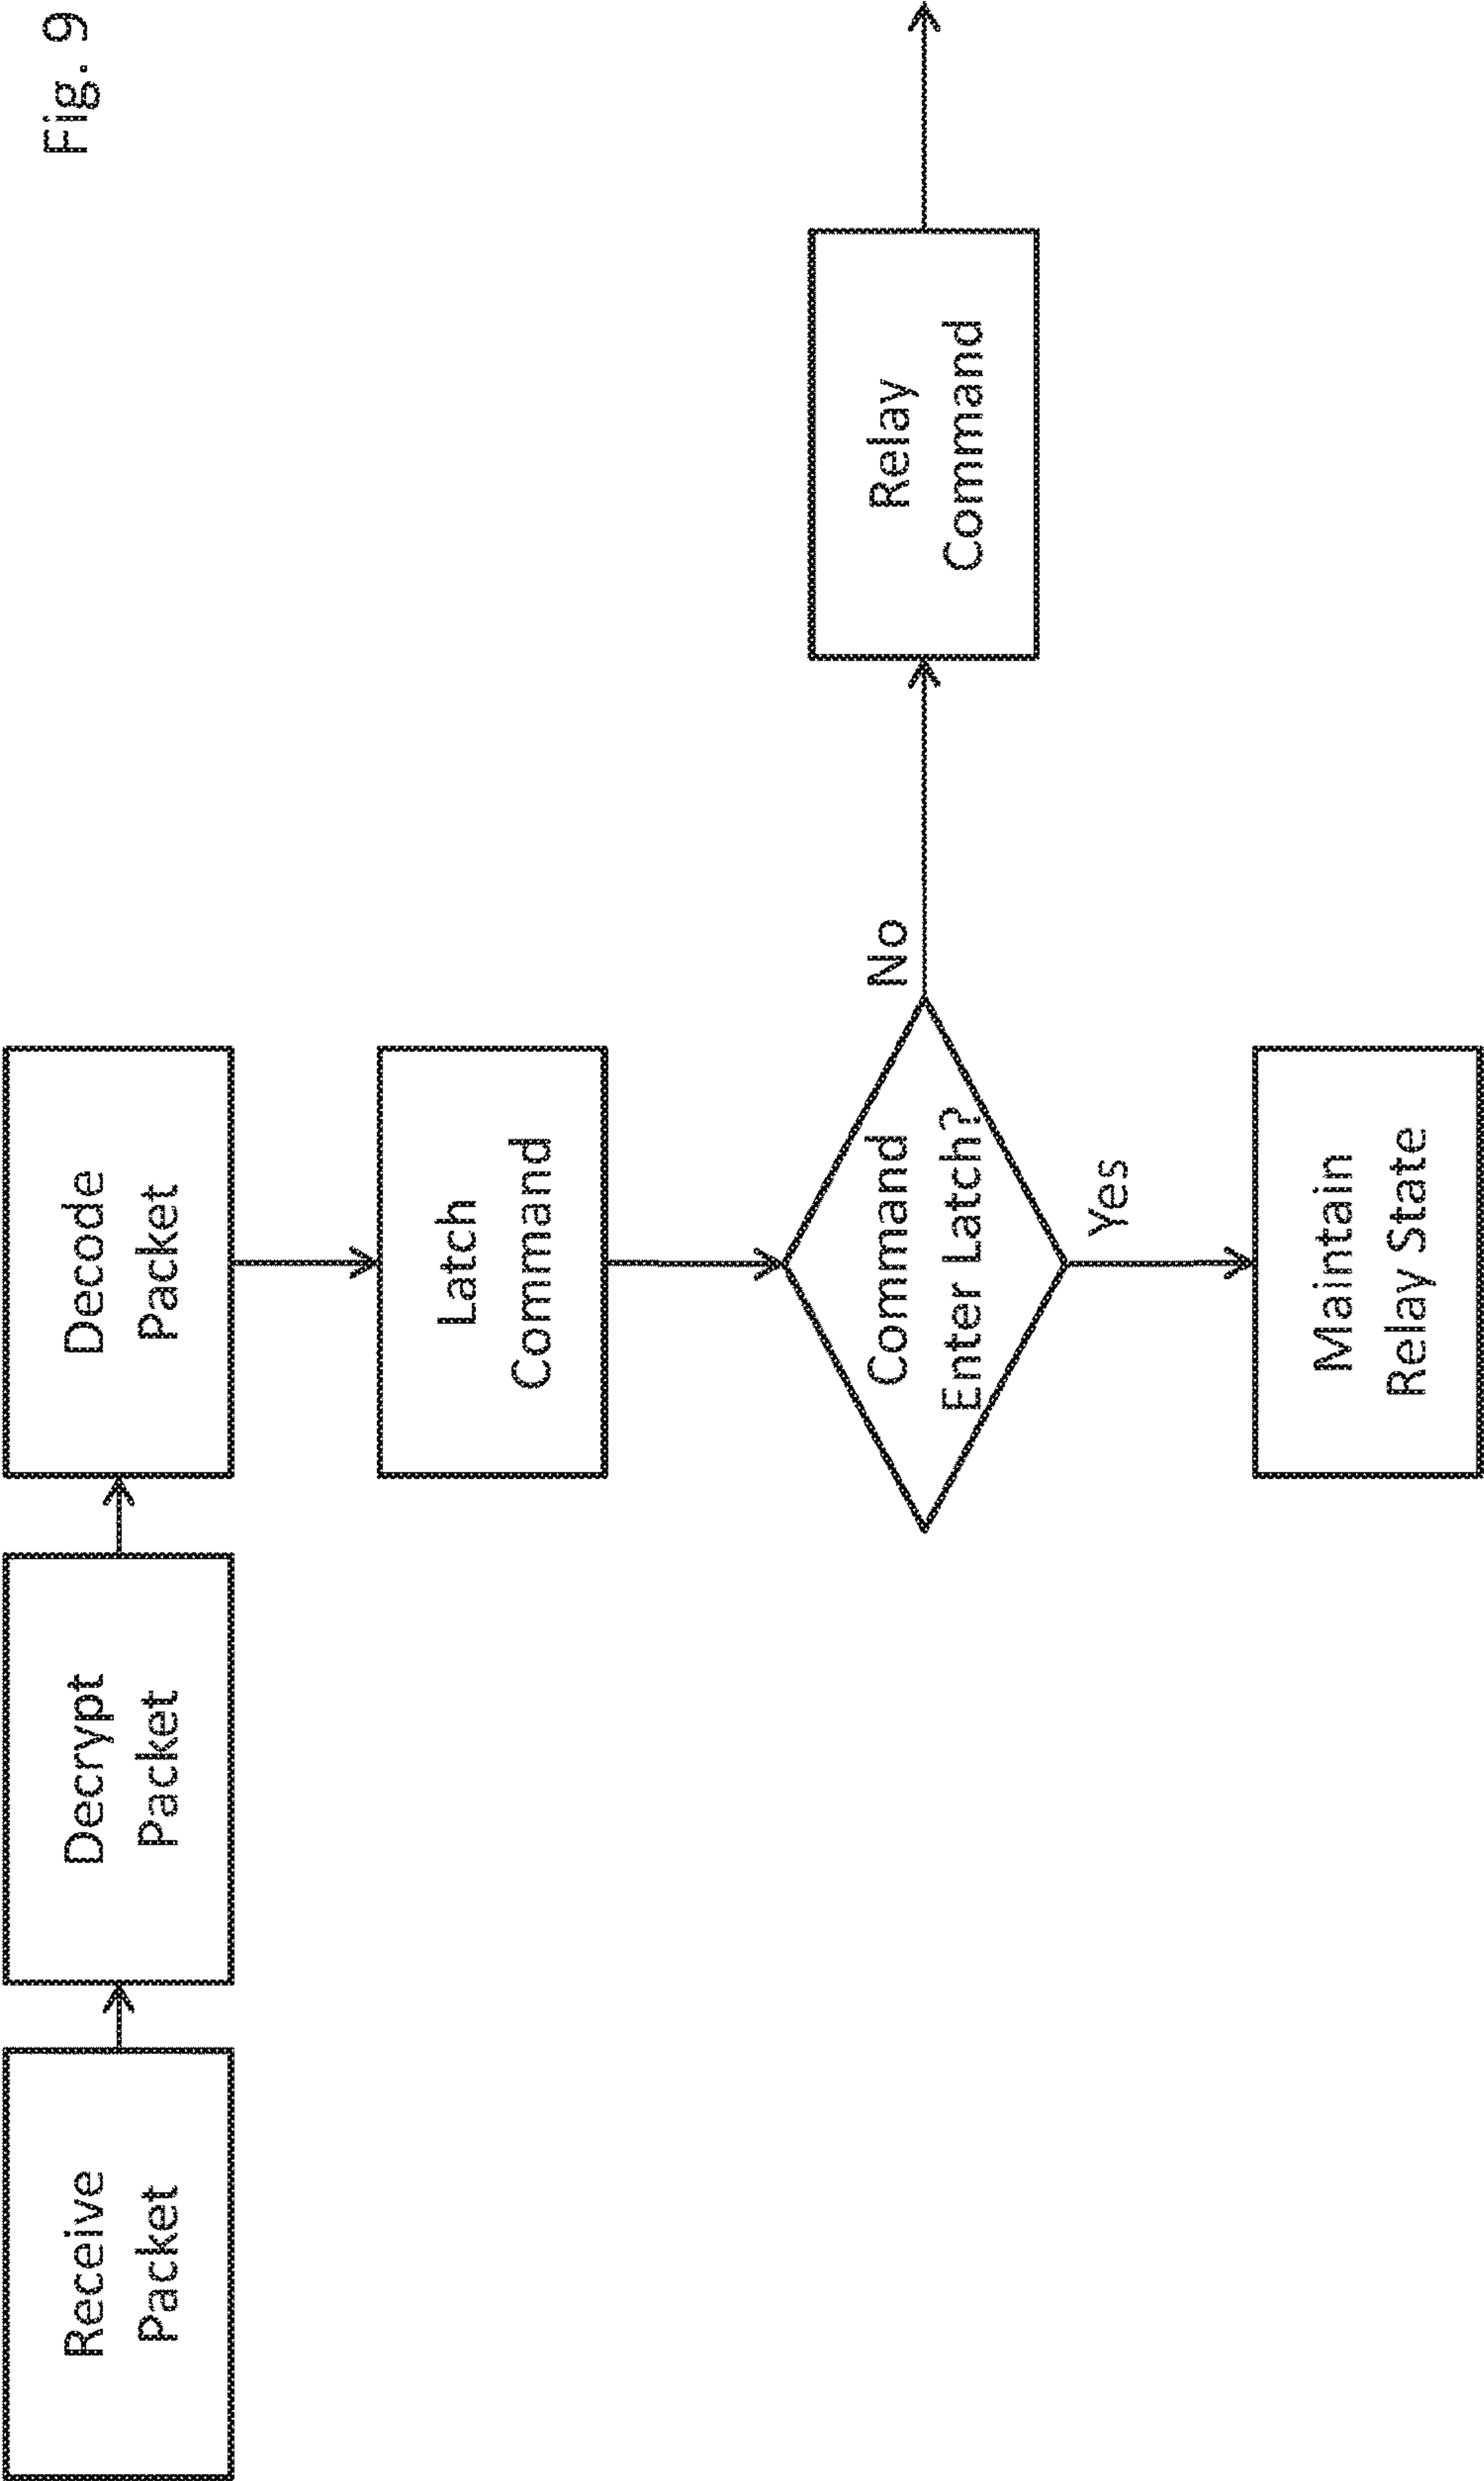 Fig. 9
Receive
Packet
Decrypt
Packet
Decode
Packet
Latch
Command
Command
Enter Latch?
No
Relay
Command
Yes
Maintain
Relay State